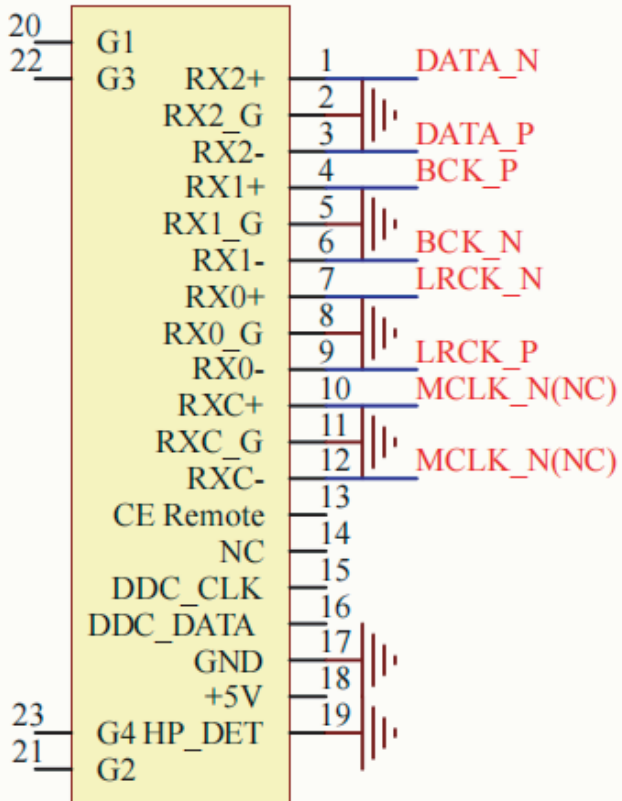 20 G1
22 G3 RX2+ 1 DATA_N
RX2_G 2
RX2- 3 DATA_P
RX1+ 4 BCK_P
RX1_G 5
RX1- 6 BCK_N
RX0+ 7 LRCK_N
RX0_G 8
RX0- 9 LRCK_P
RXC+ 10 MCLK_N(NC)
RXC_G 11
RXC- 12 MCLK_N(NC)
CE Remote 13
NC 14
DDC_CLK 15
DDC_DATA 16
GND 17
+5V 18
23 G4 HP_DET 19
21 G2